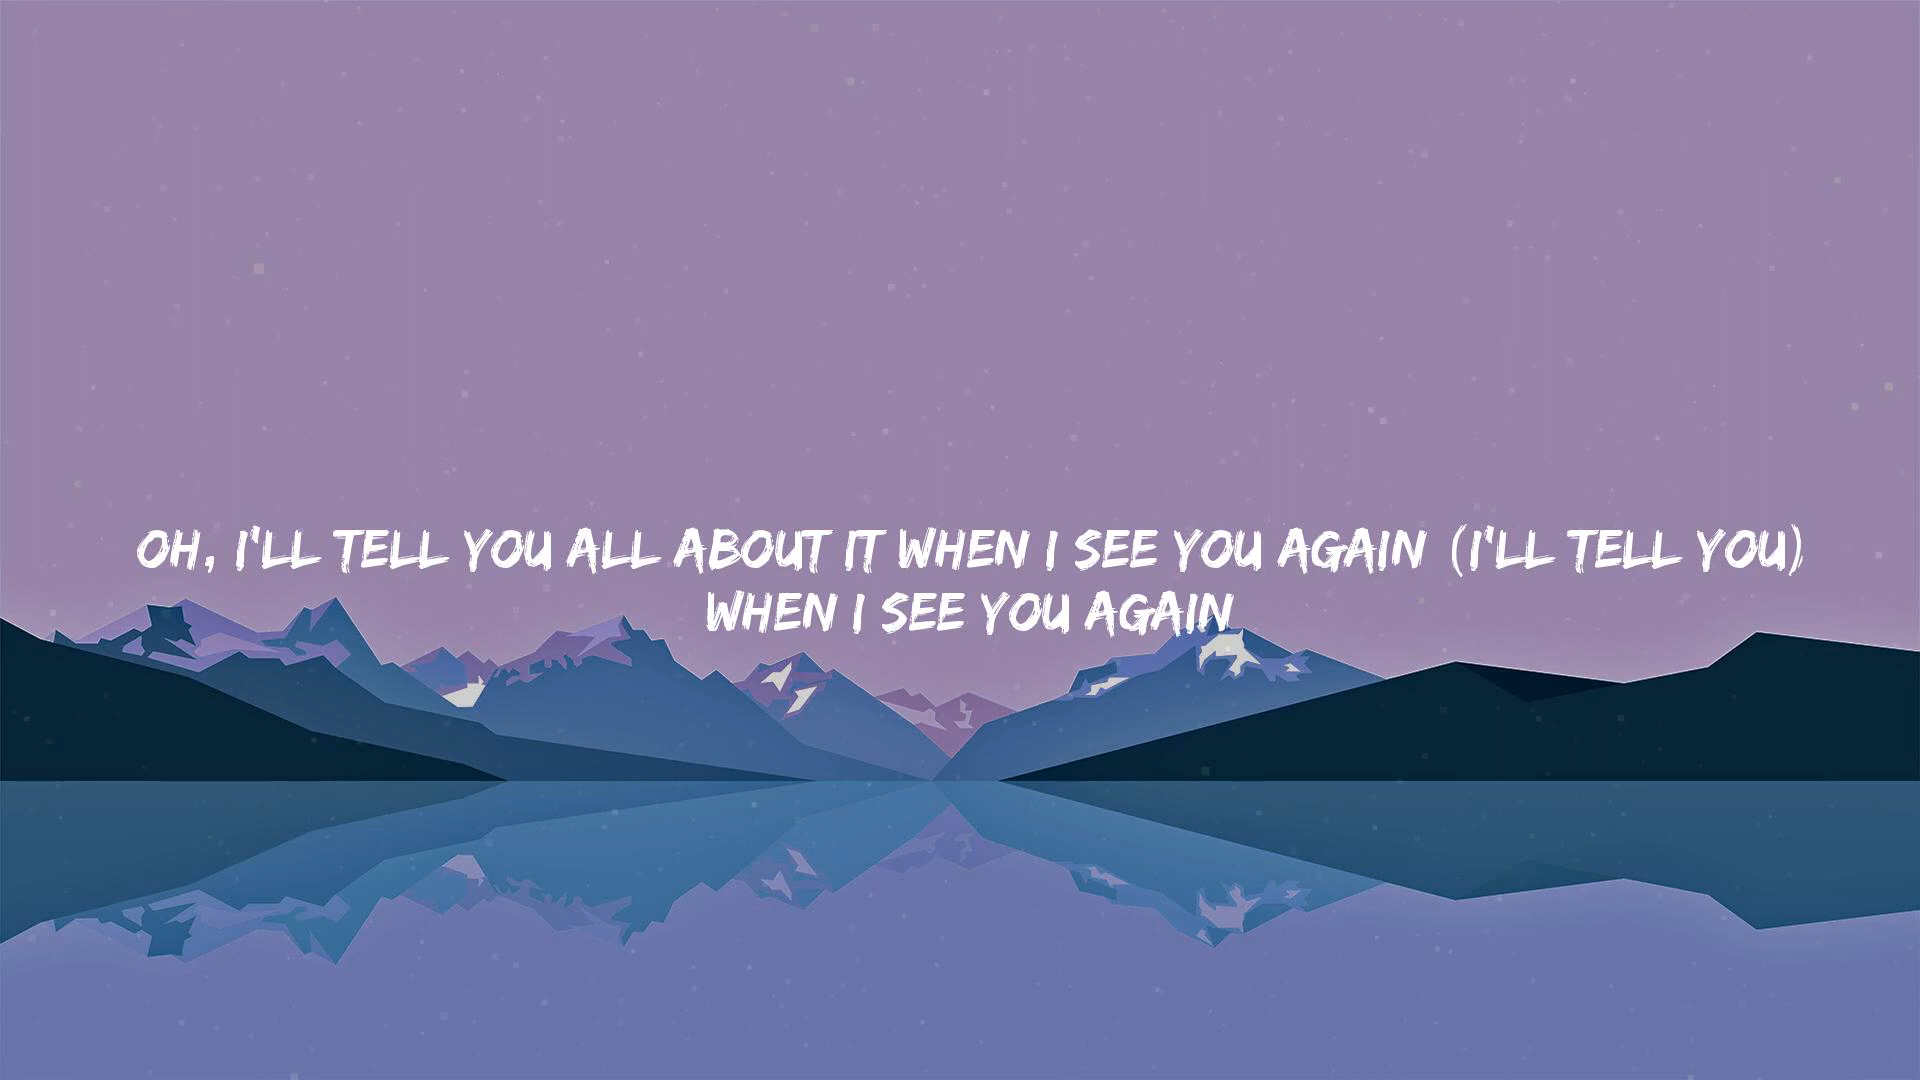 OH, I'LL TELL YOU ALL ABOUT IT WHEN I SEE YOU AGAIN (I'LL TELL YOU)
WHEN I SEE YOU AGAIN